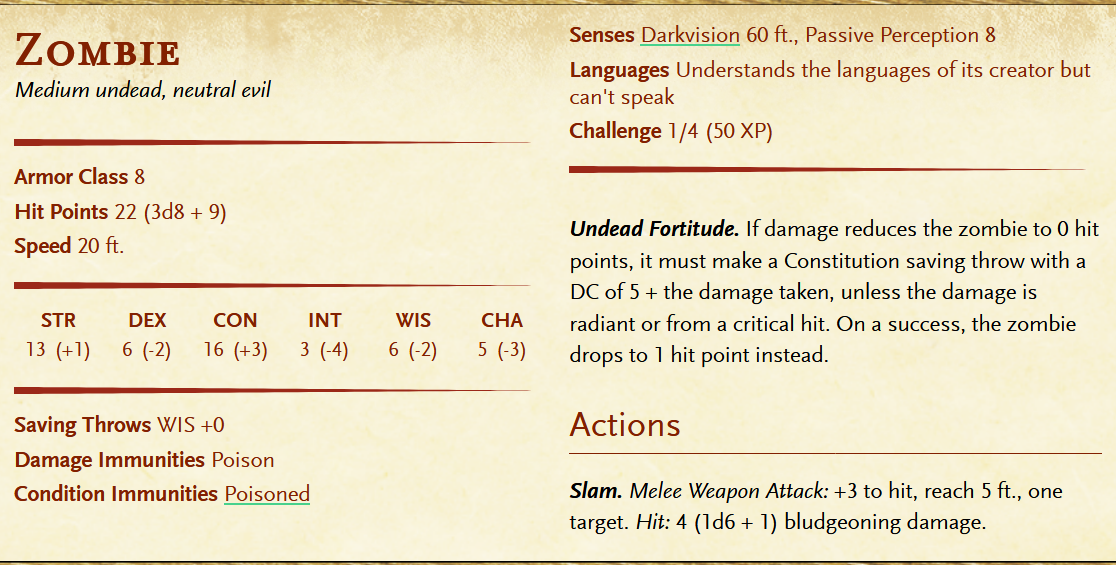 Zombie
Medium undead, neutral evil
Armor Class 8
Hit Points 22 (3d8 + 9)
Speed 20 ft.
STR DEX CON INT WIS CHA
13 (+1) 6 (-2) 16 (+3) 3 (-4) 6 (-2) 5 (-3)
Saving Throws WIS +0
Damage Immunities Poison
Condition Immunities Poisoned
Senses Darkvision 60 ft., Passive Perception 8
Languages Understands the languages of its creator but
can't speak
Challenge 1/4 (50 XP)
Undead Fortitude. If damage reduces the zombie to 0 hit
points, it must make a Constitution saving throw with a
DC of 5 + the damage taken, unless the damage is
radiant or from a critical hit. On a success, the zombie
drops to 1 hit point instead.
Actions
Slam. Melee Weapon Attack: +3 to hit, reach 5 ft., one
target. Hit: 4 (1d6 + 1) bludgeoning damage.